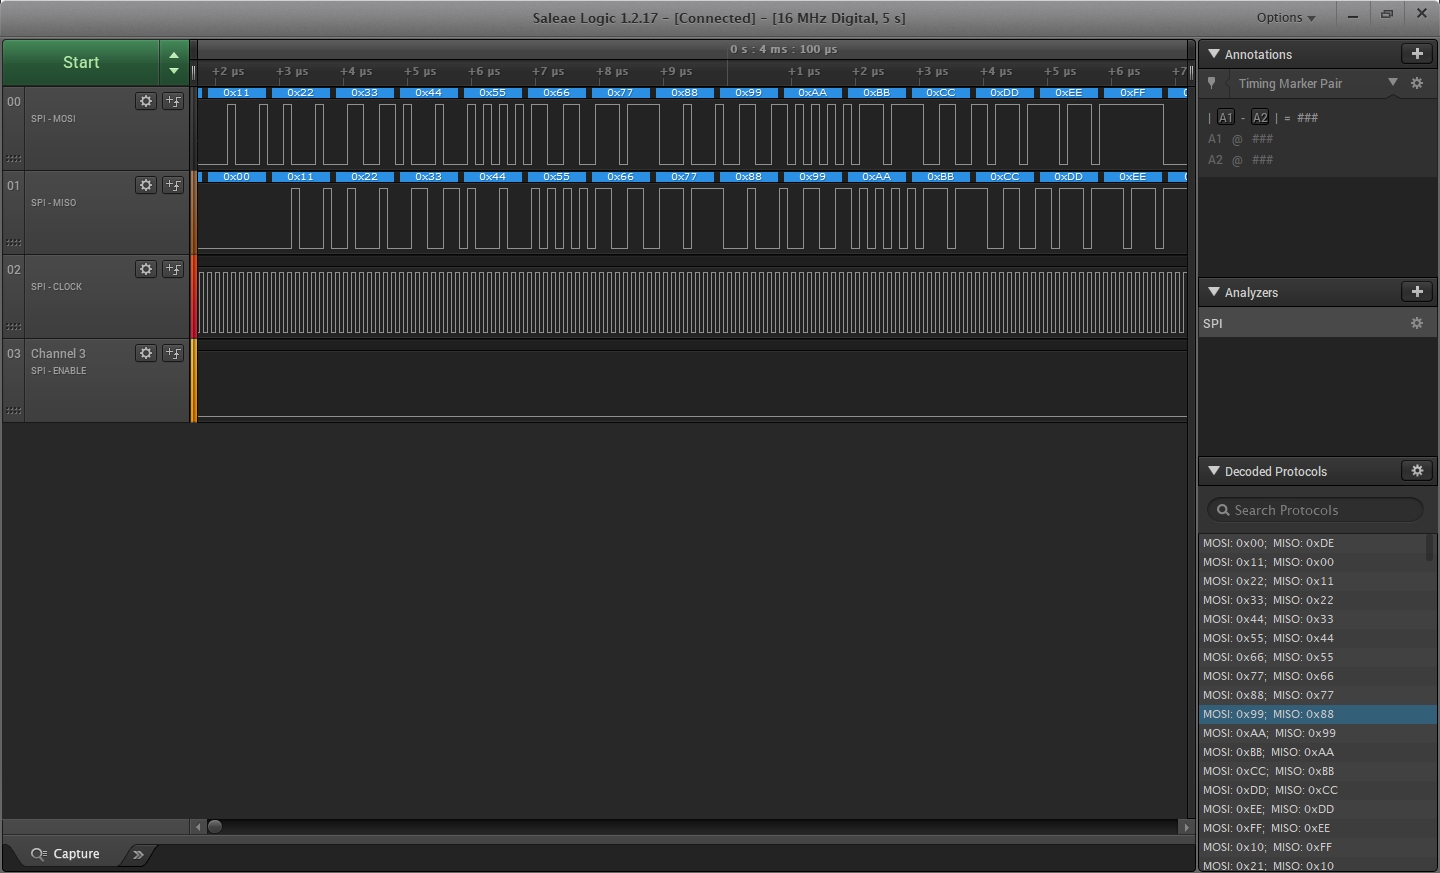 Saleae Logic 1.2.17 - [Connected] - [16 MHz Digital, 5 s]
Options
Start
0 s : 4 ms : 100 µs
+2 µs +3 µs +4 µs +5 µs +6 µs +7 µs +8 µs +9 µs +1 µs +2 µs +3 µs +4 µs +5 µs +6 µs +7
00
SPI - MOSI
0x11 0x22 0x33 0x44 0x55 0x66 0x77 0x88 0x99 0xAA 0xBB 0xCC 0xDD 0xEE 0xFF
01
SPI - MISO
0x00 0x11 0x22 0x33 0x44 0x55 0x66 0x77 0x88 0x99 0xAA 0xBB 0xCC 0xDD 0xEE
02
SPI - CLOCK
03 Channel 3
SPI - ENABLE
Capture
Annotations
Timing Marker Pair
| A1 - A2 | = ###
A1 @ ###
A2 @ ###
Analyzers
SPI
Decoded Protocols
Search Protocols
MOSI: 0x00; MISO: 0xDE
MOSI: 0x11; MISO: 0x00
MOSI: 0x22; MISO: 0x11
MOSI: 0x33; MISO: 0x22
MOSI: 0x44; MISO: 0x33
MOSI: 0x55; MISO: 0x44
MOSI: 0x66; MISO: 0x55
MOSI: 0x77; MISO: 0x66
MOSI: 0x88; MISO: 0x77
MOSI: 0x99; MISO: 0x88
MOSI: 0xAA; MISO: 0x99
MOSI: 0xBB; MISO: 0xAA
MOSI: 0xCC; MISO: 0xBB
MOSI: 0xDD; MISO: 0xCC
MOSI: 0xEE; MISO: 0xDD
MOSI: 0xFF; MISO: 0xEE
MOSI: 0x10; MISO: 0xFF
MOSI: 0x21; MISO: 0x10